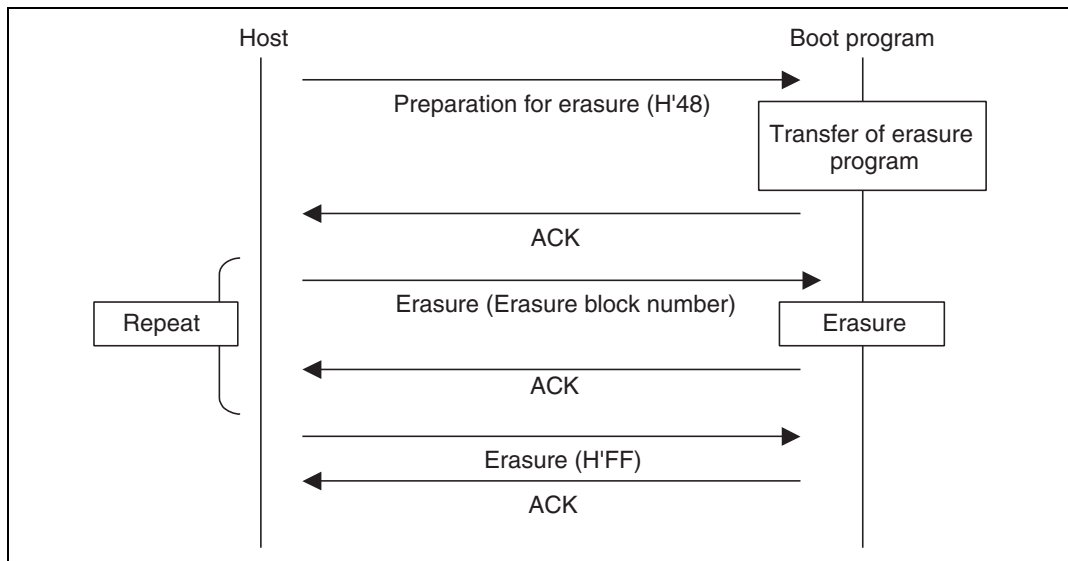 Host
Boot program
Preparation for erasure (H'48)
Transfer of erasure
program
ACK
Erasure (Erasure block number)
Repeat
Erasure
ACK
Erasure (H'FF)
ACK